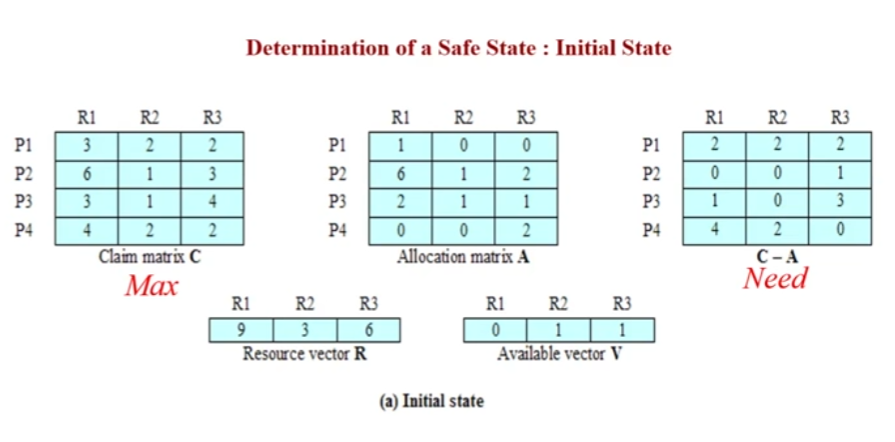 Determination of a Safe State : Initial State
R1 R2 R3 R1 R2 R3 R1 R2 R3
P1 3 2 2 P1 1 0 0 P1 2 2 2
P2 6 1 3 P2 6 1 2 P2 0 0 1
P3 3 1 4 P3 2 1 1 P3 1 0 3
P4 4 2 2 P4 0 0 2 P4 4 2 0
Claim matrix C Allocation matrix A C – A
Max Need
R1 R2 R3 R1 R2 R3
9 3 6 0 1 1
Resource vector R Available vector V
(a) Initial state